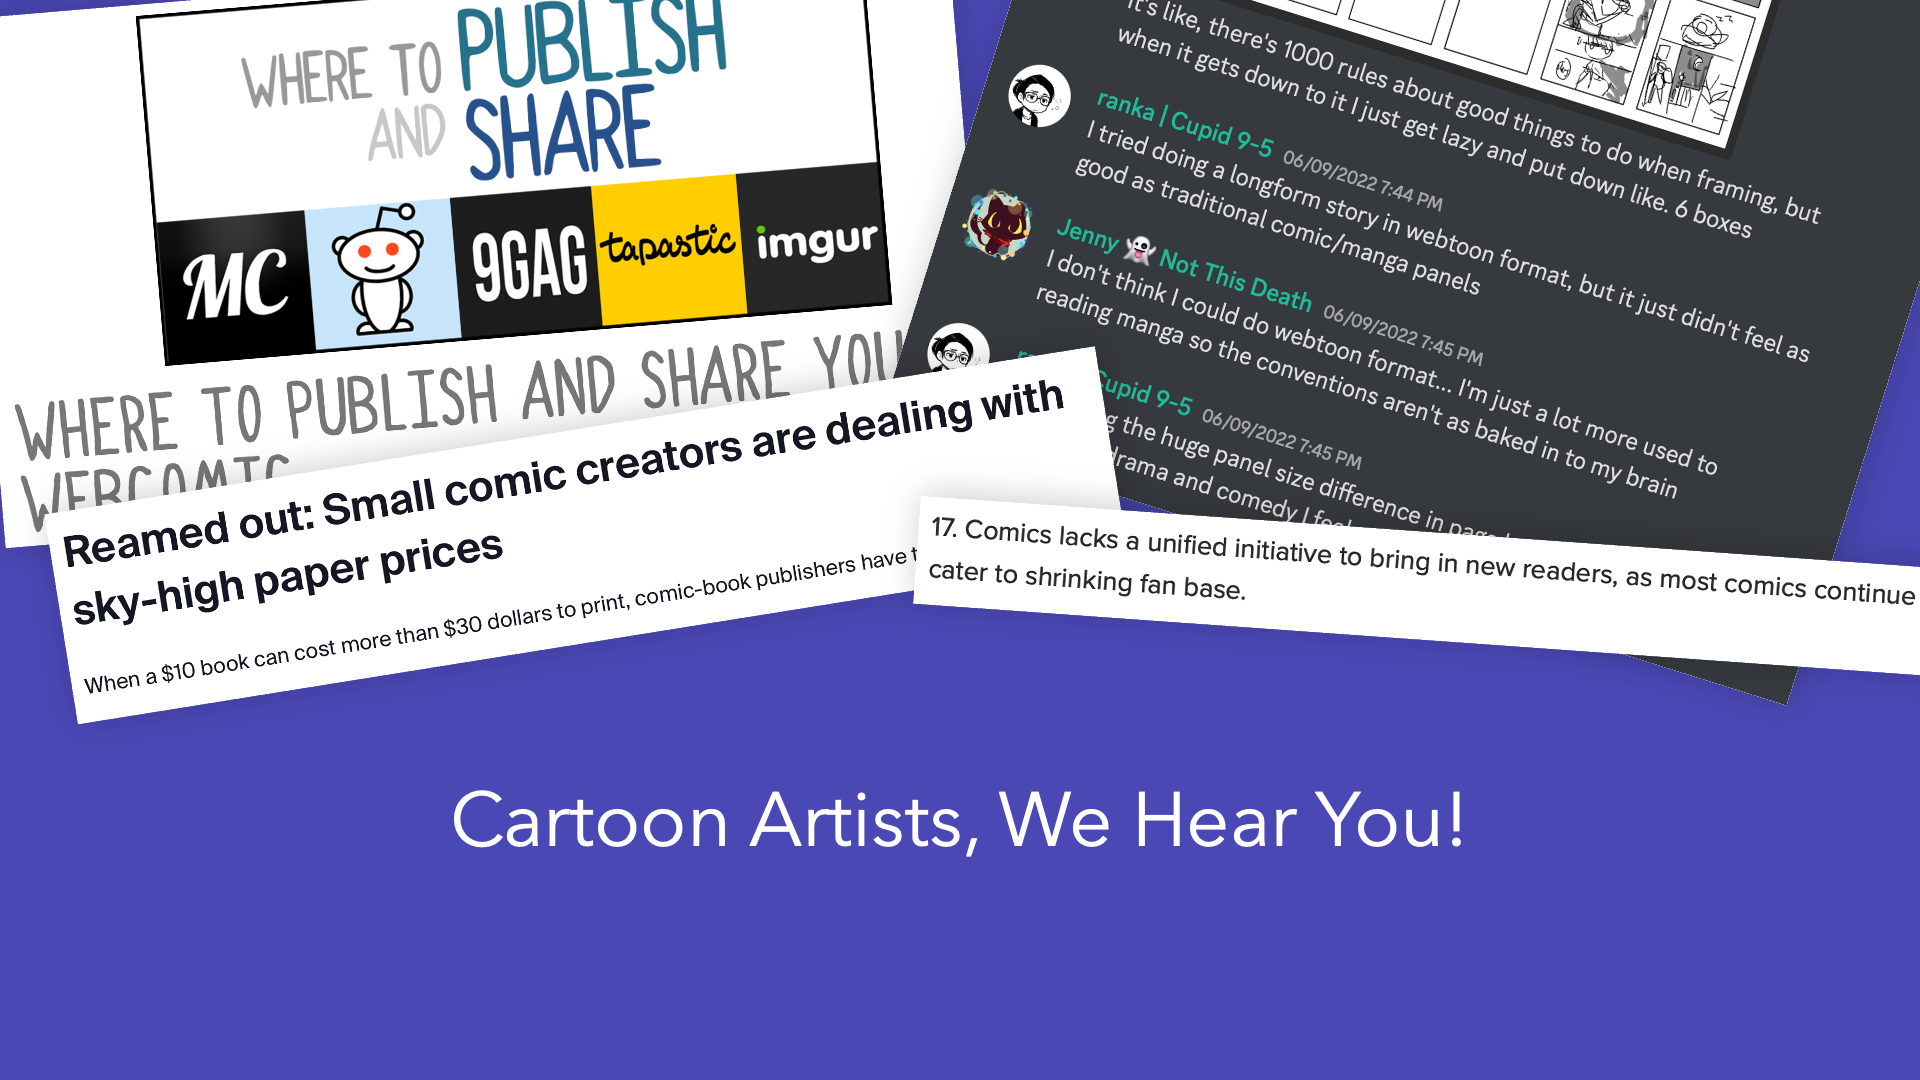 WHERE TO PUBLISH
AND SHARE
MC
9GAG
tapastic
imgur
WHERE TO PUBLISH AND SHARE YOU
WEBCOMIC
It's like, there's 1000 rules about good things to do when framing, but
when it gets down to it I just get lazy and put down like. 6 boxes
ranka | Cupid 9-5 06/09/2022 7:44 PM
I tried doing a longform story in webtoon format, but it just didn't feel as
good as traditional comic/manga panels
Jenny 👻 Not This Death 06/09/2022 7:45 PM
I don't think I could do webtoon format... I'm just a lot more used to
reading manga so the conventions aren't as baked in to my brain
Cupid 9-5 06/09/2022 7:45 PM
the huge panel size difference in page
drama and comedy I feel
Reamed out: Small comic creators are dealing with
sky-high paper prices
When a $10 book can cost more than $30 dollars to print, comic-book publishers have
17. Comics lacks a unified initiative to bring in new readers, as most comics continue
cater to shrinking fan base.
Cartoon Artists, We Hear You!